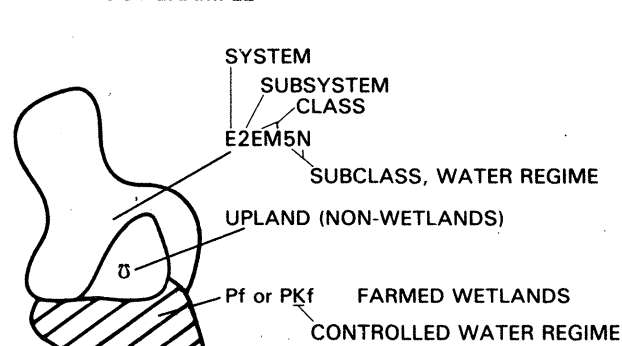 SYSTEM
SUBSYSTEM
CLASS
E2EM5N
SUBCLASS, WATER REGIME
UPLAND (NON-WETLANDS)
U
Pf or PKf FARMED WETLANDS
CONTROLLED WATER REGIME